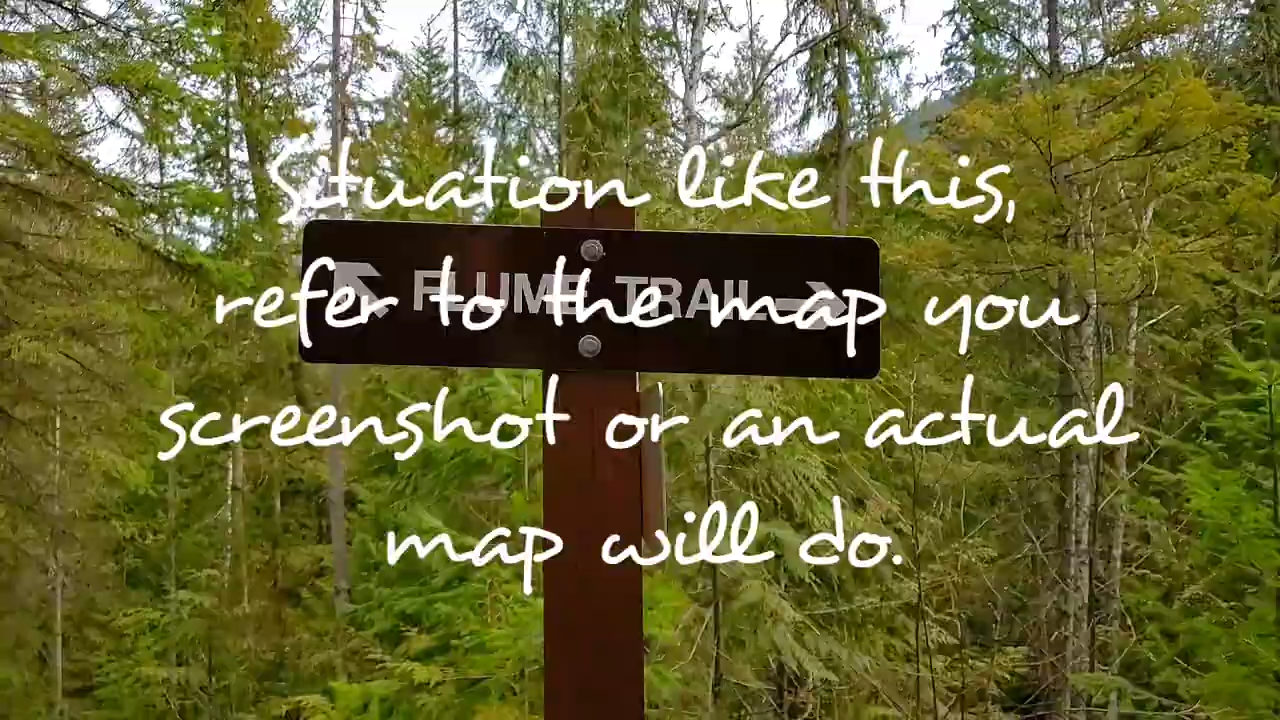 Situation like this,
FLUME TRAIL
refer to the map you
screenshot or an actual
map will do.